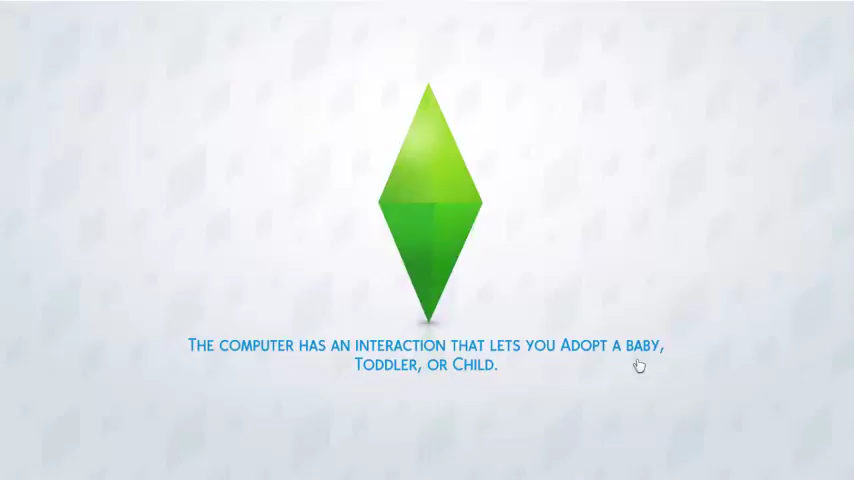 The computer has an interaction that lets you Adopt a baby,
Toddler, or Child.